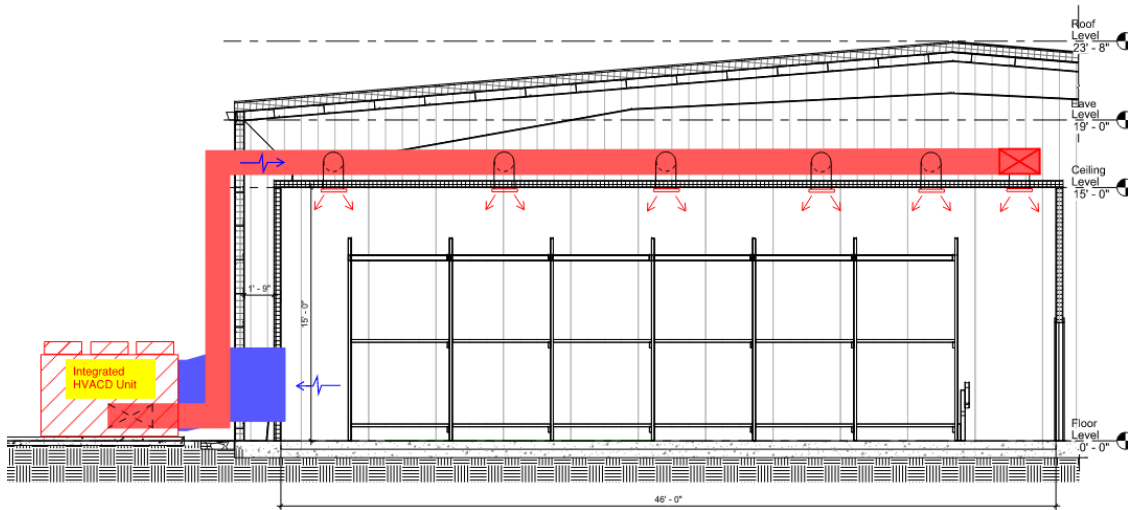 Roof
Level
23' - 8"
Eave
Level
19' - 0"
Ceiling
Level
15' - 0"
1' - 9"
15' - 0"
Integrated
HVACD Unit
Floor
Level
0' - 0"
46' - 0"